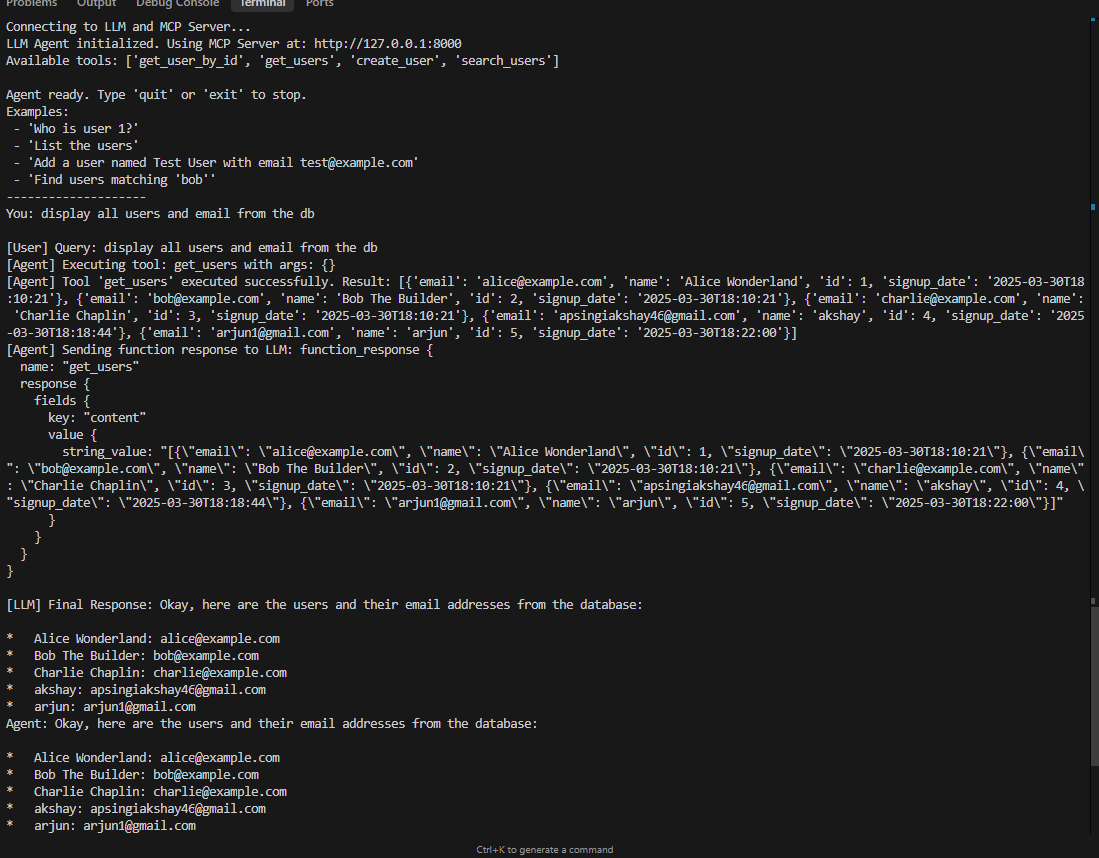 Problems Output Debug Console Terminal Ports
Connecting to LLM and MCP Server...
LLM Agent initialized. Using MCP Server at: http://127.0.0.1:8000
Available tools: ['get_user_by_id', 'get_users', 'create_user', 'search_users']
Agent ready. Type 'quit' or 'exit' to stop.
Examples:
- 'Who is user 1?'
- 'List the users'
- 'Add a user named Test User with email test@example.com'
- 'Find users matching 'bob''
--------------------
You: display all users and email from the db
[User] Query: display all users and email from the db
[Agent] Executing tool: get_users with args: {}
[Agent] Tool 'get_users' executed successfully. Result: [{'email': 'alice@example.com', 'name': 'Alice Wonderland', 'id': 1, 'signup_date': '2025-03-30T18
:10:21'}, {'email': 'bob@example.com', 'name': 'Bob The Builder', 'id': 2, 'signup_date': '2025-03-30T18:10:21'}, {'email': 'charlie@example.com', 'name':
'Charlie Chaplin', 'id': 3, 'signup_date': '2025-03-30T18:10:21'}, {'email': 'apsingiakshay46@gmail.com', 'name': 'akshay', 'id': 4, 'signup_date': '2025
-03-30T18:18:44'}, {'email': 'arjun1@gmail.com', 'name': 'arjun', 'id': 5, 'signup_date': '2025-03-30T18:22:00'}]
[Agent] Sending function response to LLM: function_response {
name: "get_users"
response {
fields {
key: "content"
value {
string_value: "[{\"email\": \"alice@example.com\", \"name\": \"Alice Wonderland\", \"id\": 1, \"signup_date\": \"2025-03-30T18:10:21\"}, {\"email\
": \"bob@example.com\", \"name\": \"Bob The Builder\", \"id\": 2, \"signup_date\": \"2025-03-30T18:10:21\"}, {\"email\": \"charlie@example.com\", \"name\"
: \"Charlie Chaplin\", \"id\": 3, \"signup_date\": \"2025-03-30T18:10:21\"}, {\"email\": \"apsingiakshay46@gmail.com\", \"name\": \"akshay\", \"id\": 4, \
"signup_date\": \"2025-03-30T18:18:44\"}, {\"email\": \"arjun1@gmail.com\", \"name\": \"arjun\", \"id\": 5, \"signup_date\": \"2025-03-30T18:22:00\"}]"
}
}
}
}
[LLM] Final Response: Okay, here are the users and their email addresses from the database:
* Alice Wonderland: alice@example.com
* Bob The Builder: bob@example.com
* Charlie Chaplin: charlie@example.com
* akshay: apsingiakshay46@gmail.com
* arjun: arjun1@gmail.com
Agent: Okay, here are the users and their email addresses from the database:
* Alice Wonderland: alice@example.com
* Bob The Builder: bob@example.com
* Charlie Chaplin: charlie@example.com
* akshay: apsingiakshay46@gmail.com
* arjun: arjun1@gmail.com
Ctrl+K to generate a command